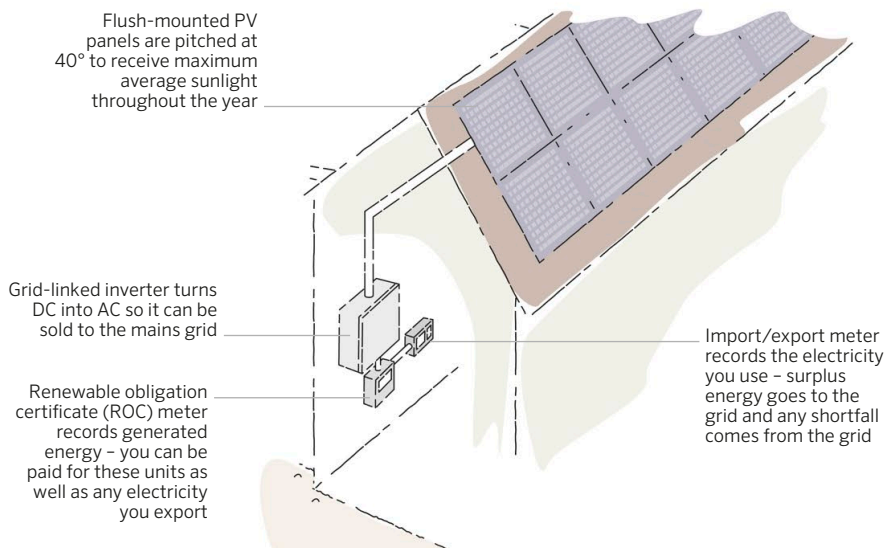 Flush-mounted PV
panels are pitched at
40° to receive maximum
average sunlight
throughout the year
Grid-linked inverter turns
DC into AC so it can be
sold to the mains grid
Renewable obligation
certificate (ROC) meter
records generated
energy – you can be
paid for these units as
well as any electricity
you export
Import/export meter
records the electricity
you use – surplus
energy goes to the
grid and any shortfall
comes from the grid